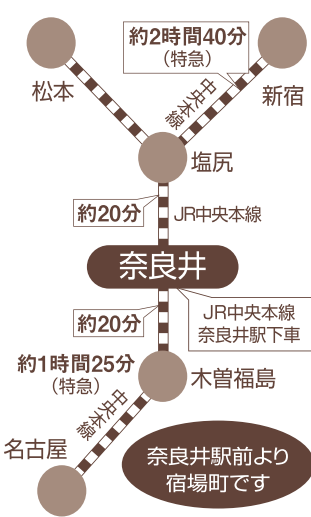 約2時間40分
(特急)
松本
中央本線
新宿
塩尻
約20分
JR中央本線
奈良井
約20分
JR中央本線
奈良井駅下車
約1時間25分
(特急)
木曽福島
中央本線
名古屋
奈良井駅前より
宿場町です